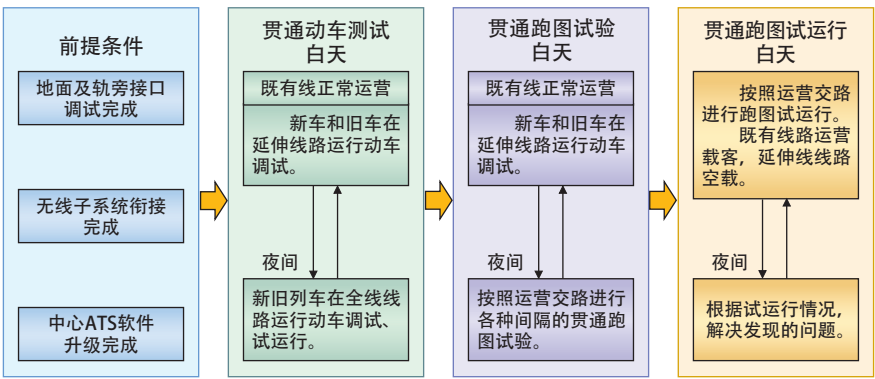 前提条件
地面及轨旁接口
调试完成
无线子系统衔接
完成
中心ATS软件
升级完成
贯通动车测试
白天
既有线正常运营
新车和旧车在
延伸线路运行动车
调试。
夜间
新旧列车在全线线
路运行动车调试、
试运行。
贯通跑图试验
白天
既有线正常运营
新车和旧车在
延伸线路运行动车
调试。
夜间
按照运营交路进行
各种间隔的贯通跑
图试验。
贯通跑图试运行
白天
按照运营交路
进行跑图试运行。
既有线路运营
载客，延伸线线路
空载。
夜间
根据试运行情况，
解决发现的问题。